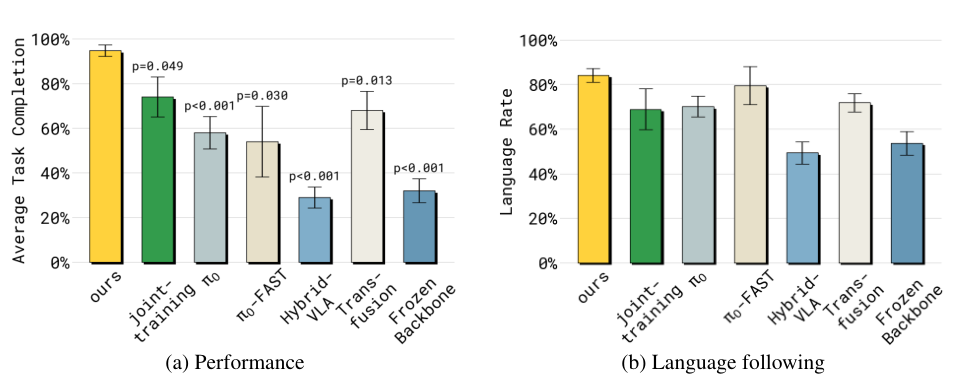 Average Task Completion
100%
80%
60%
40%
20%
0%
p=0.049
p<0.001
p=0.030
p<0.001
p=0.013
p<0.001
ours
joint-
training
π₀
π₀-FAST
Hybrid-
VLA
Trans-
fusion
Frozen
Backbone
(a) Performance
Language Rate
100%
80%
60%
40%
20%
0%
ours
joint-
training
π₀
π₀-FAST
Hybrid-
VLA
Trans-
fusion
Frozen
Backbone
(b) Language following